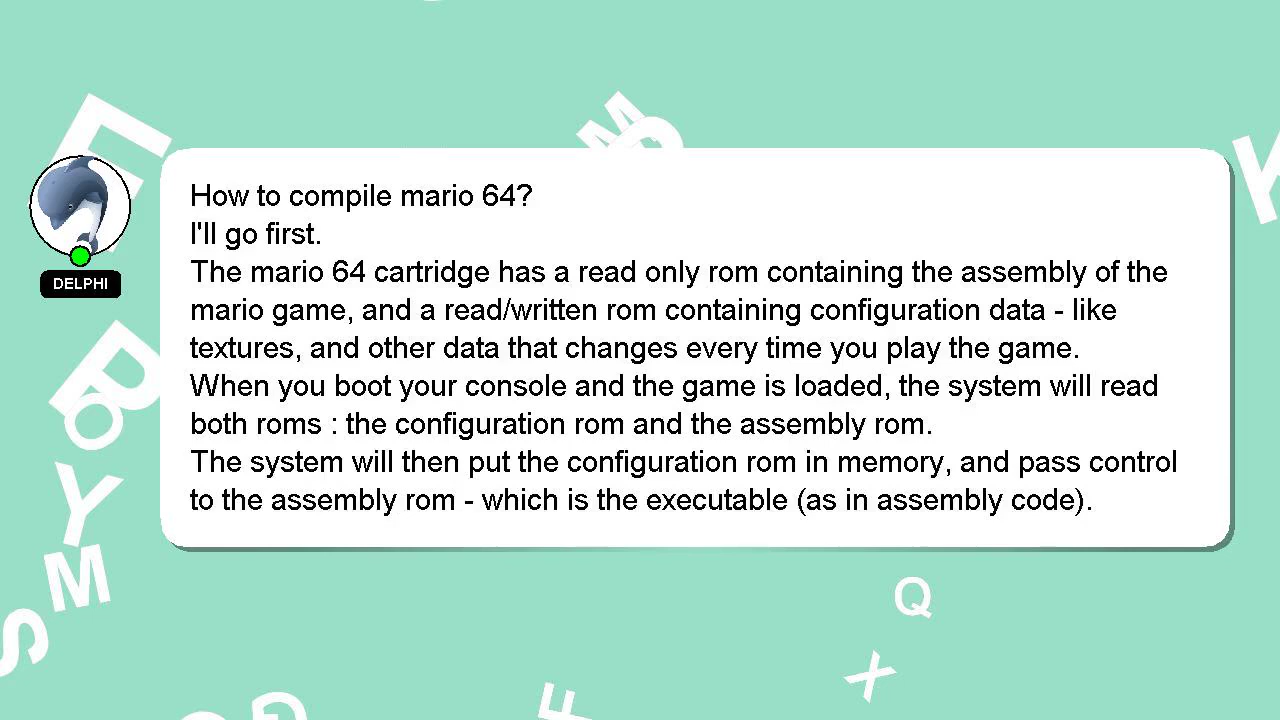 How to compile mario 64?
I'll go first.
The mario 64 cartridge has a read only rom containing the assembly of the
mario game, and a read/written rom containing configuration data - like
textures, and other data that changes every time you play the game.
When you boot your console and the game is loaded, the system will read
both roms : the configuration rom and the assembly rom.
The system will then put the configuration rom in memory, and pass control
to the assembly rom - which is the executable (as in assembly code).
DELPHI
M
Y
B
O
Y
M
S
Q
X
G
F